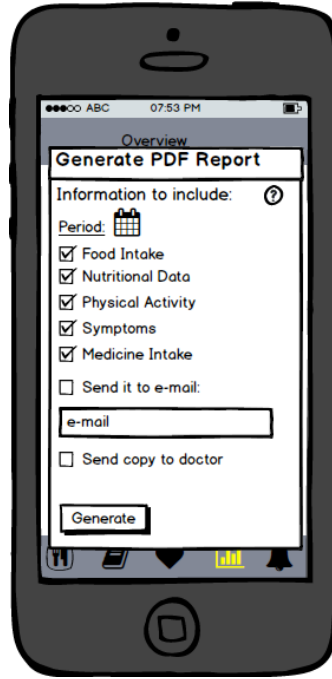 ABC 07:53 PM
Overview
Generate PDF Report
Information to include: ?
Period:
Food Intake
Nutritional Data
Physical Activity
Symptoms
Medicine Intake
Send it to e-mail:
e-mail
Send copy to doctor
Generate